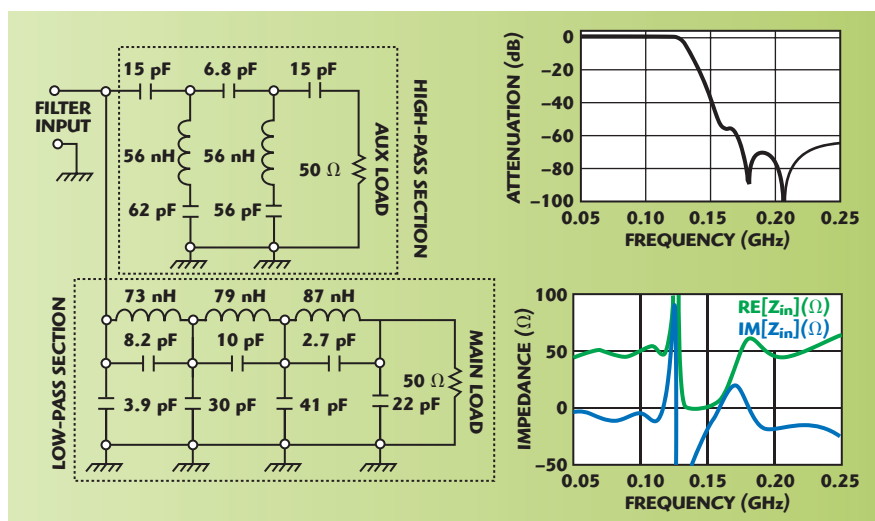 15 pF
6.8 pF
15 pF
FILTER
INPUT
56 nH
56 nH
50 Ω
62 pF
56 pF
AUX LOAD
HIGH-PASS SECTION
73 nH
79 nH
87 nH
8.2 pF
10 pF
2.7 pF
50 Ω
3.9 pF
30 pF
41 pF
22 pF
MAIN LOAD
LOW-PASS SECTION
ATTENUATION (dB)
0
–20
–40
–60
–80
–100
0.05
0.10
0.15
0.20
0.25
FREQUENCY (GHz)
IMPEDANCE (Ω)
100
50
0
–50
RE[Zin](Ω)
IM[Zin](Ω)
0.05
0.10
0.15
0.20
0.25
FREQUENCY (GHz)